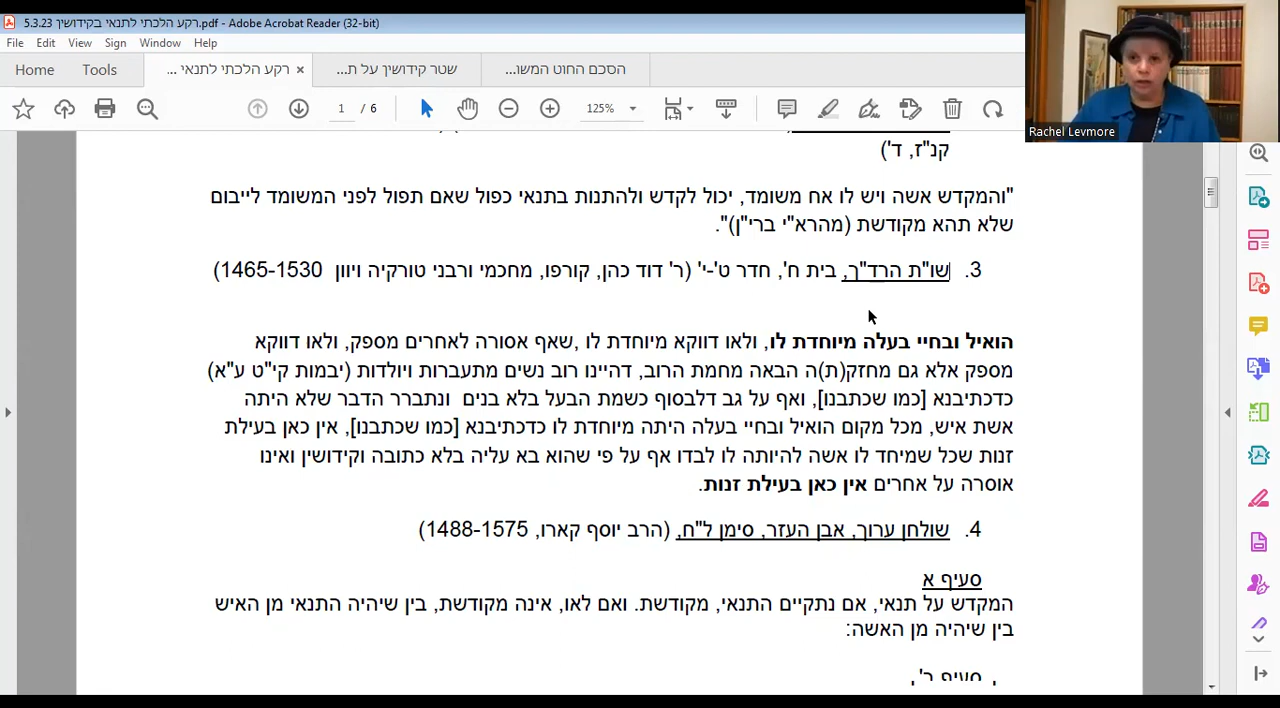 5.3.23 רקע הלכתי לתנאי בקידושין.pdf - Adobe Acrobat Reader (32-bit)
File Edit View Sign Window Help
Home Tools רקע הלכתי לתנאי ... × שטר קידושין על ת... הסכם החוט המשו...
1 / 6 125%
Rachel Levmore
קנ"ז, ד')
"והמקדש אשה ויש לו אח משומד, יכול לקדש ולהתנות בתנאי כפול שאם תפול לפני המשומד לייבום
שלא תהא מקודשת (מהרא"י ברי"ן)".
3. שו"ת הרד"ך, בית ח', חדר ט'-י' (ר' דוד כהן, קורפו, מחכמי ורבני טורקיה ויוון 1465-1530)
הואיל ובחיי בעלה מיוחדת לו, ולאו דווקא מיוחדת לו ,שאף אסורה לאחרים מספק, ולאו דווקא
מספק אלא גם מחזק(ת)ה הבאה מחמת הרוב, דהיינו רוב נשים מתעברות ויולדות (יבמות קי"ט ע"א)
כדכתיבנא [כמו שכתבנו], ואף על גב דלבסוף כשמת הבעל בלא בנים ונתברר הדבר שלא היתה
אשת איש, מכל מקום הואיל ובחיי בעלה היתה מיוחדת לו כדכתיבנא [כמו שכתבנו], אין כאן בעילת
זנות שכל שמיחד לו אשה להיותה לו לבדו אף על פי שהוא בא עליה בלא כתובה וקידושין ואינו
אוסרה על אחרים אין כאן בעילת זנות.
4. שולחן ערוך, אבן העזר, סימן ל"ח, (הרב יוסף קארו, 1488-1575)
סעיף א
המקדש על תנאי, אם נתקיים התנאי, מקודשת. ואם לאו, אינה מקודשת, בין שיהיה התנאי מן האיש
בין שיהיה מן האשה:
סעיף ב'